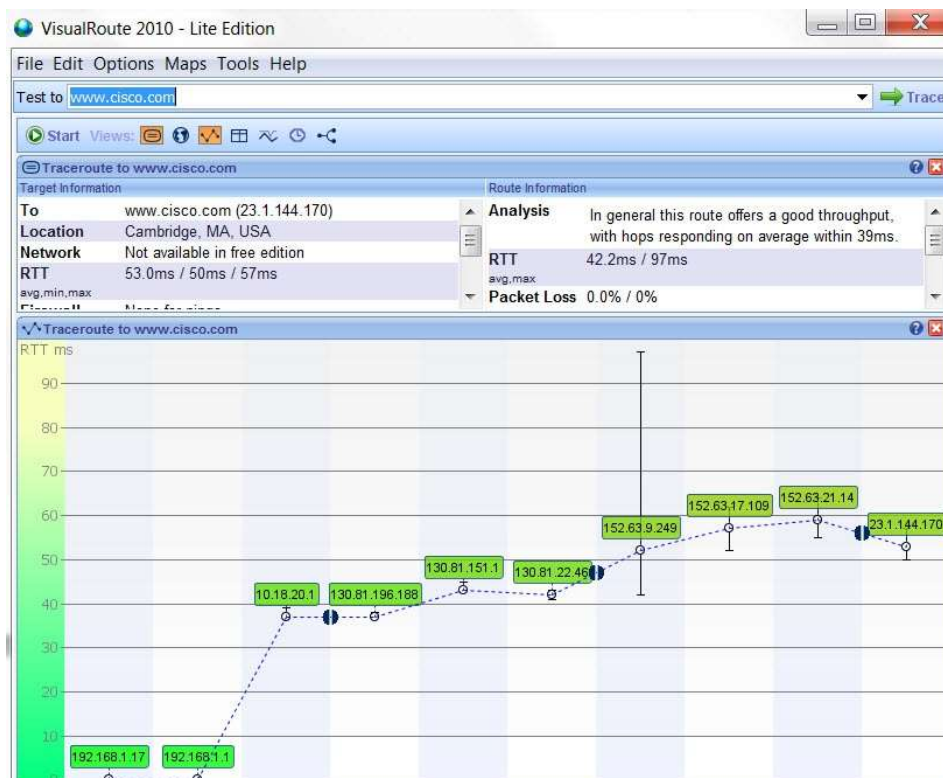 VisualRoute 2010 - Lite Edition
File Edit Options Maps Tools Help
Test to www.cisco.com
Trace
Start Views:
Traceroute to www.cisco.com
Target Information
To www.cisco.com (23.1.144.170)
Location Cambridge, MA, USA
Network Not available in free edition
RTT 53.0ms / 50ms / 57ms
avg,min,max
Route Information
Analysis In general this route offers a good throughput,
with hops responding on average within 39ms.
RTT 42.2ms / 97ms
avg,max
Packet Loss 0.0% / 0%
Traceroute to www.cisco.com
RTT ms
90
80
70
60
50
40
30
20
10
0
192.168.1.17
192.168.1.1
10.18.20.1
130.81.196.188
130.81.151.1
130.81.22.46
152.63.9.249
152.63.17.109
152.63.21.14
23.1.144.170